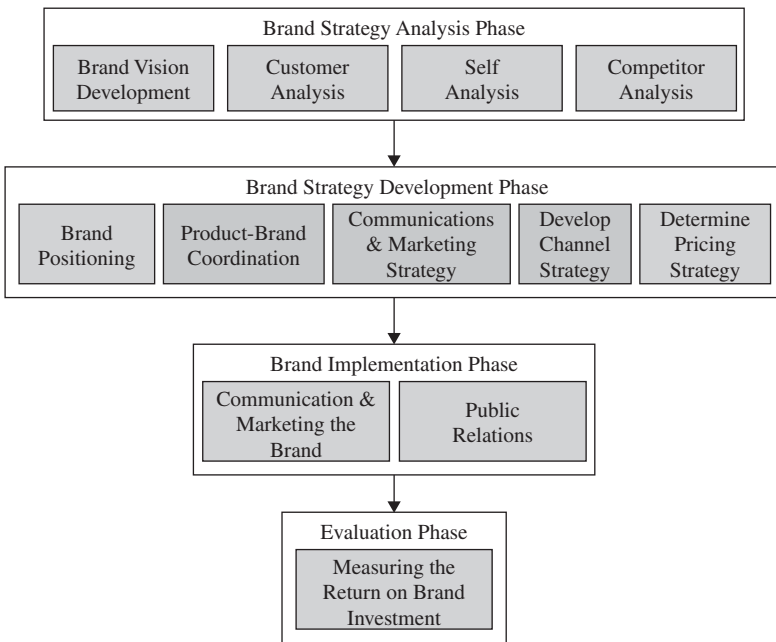 Brand Strategy Analysis Phase
Brand Vision
Development
Customer
Analysis
Self
Analysis
Competitor
Analysis
Brand Strategy Development Phase
Brand
Positioning
Product-Brand
Coordination
Communications
& Marketing
Strategy
Develop
Channel
Strategy
Determine
Pricing
Strategy
Brand Implementation Phase
Communication &
Marketing the
Brand
Public
Relations
Evaluation Phase
Measuring the
Return on Brand
Investment